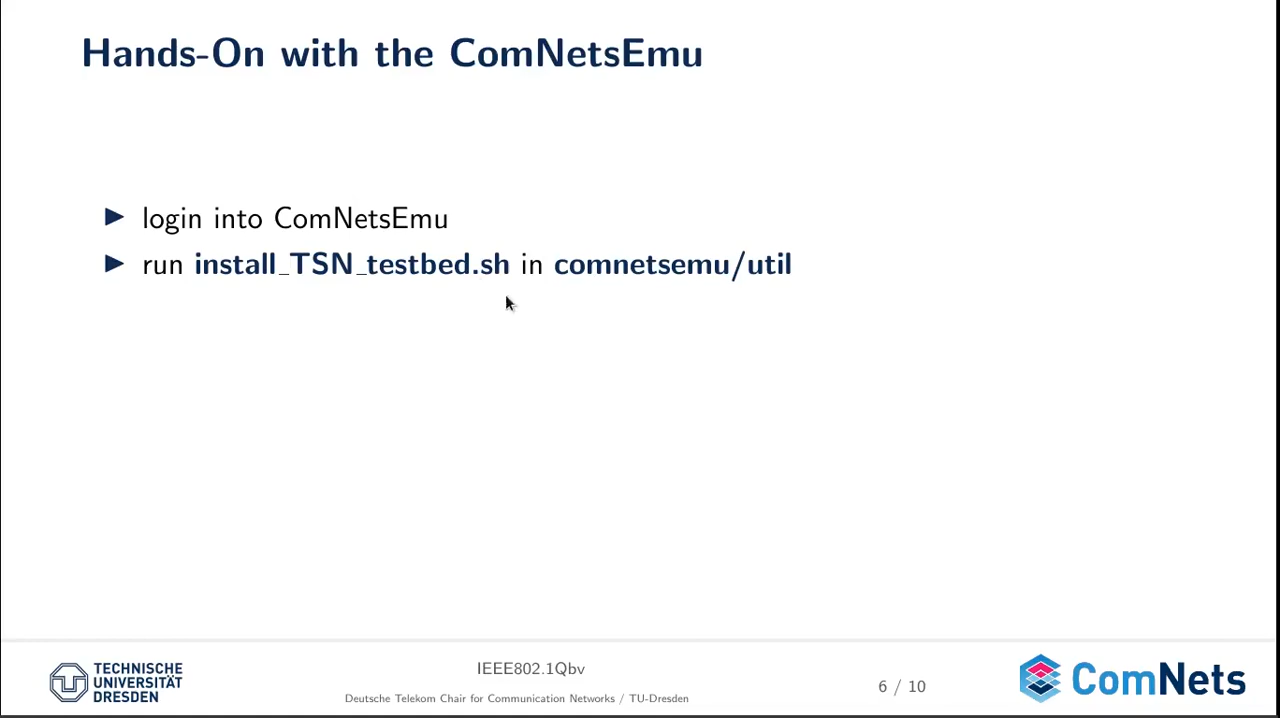 Hands-On with the ComNetsEmu
login into ComNetsEmu
run install_TSN_testbed.sh in comnetsemu/util
TECHNISCHE
UNIVERSITÄT
DRESDEN
IEEE802.1Qbv
Deutsche Telekom Chair for Communication Networks / TU-Dresden
6 / 10
ComNets